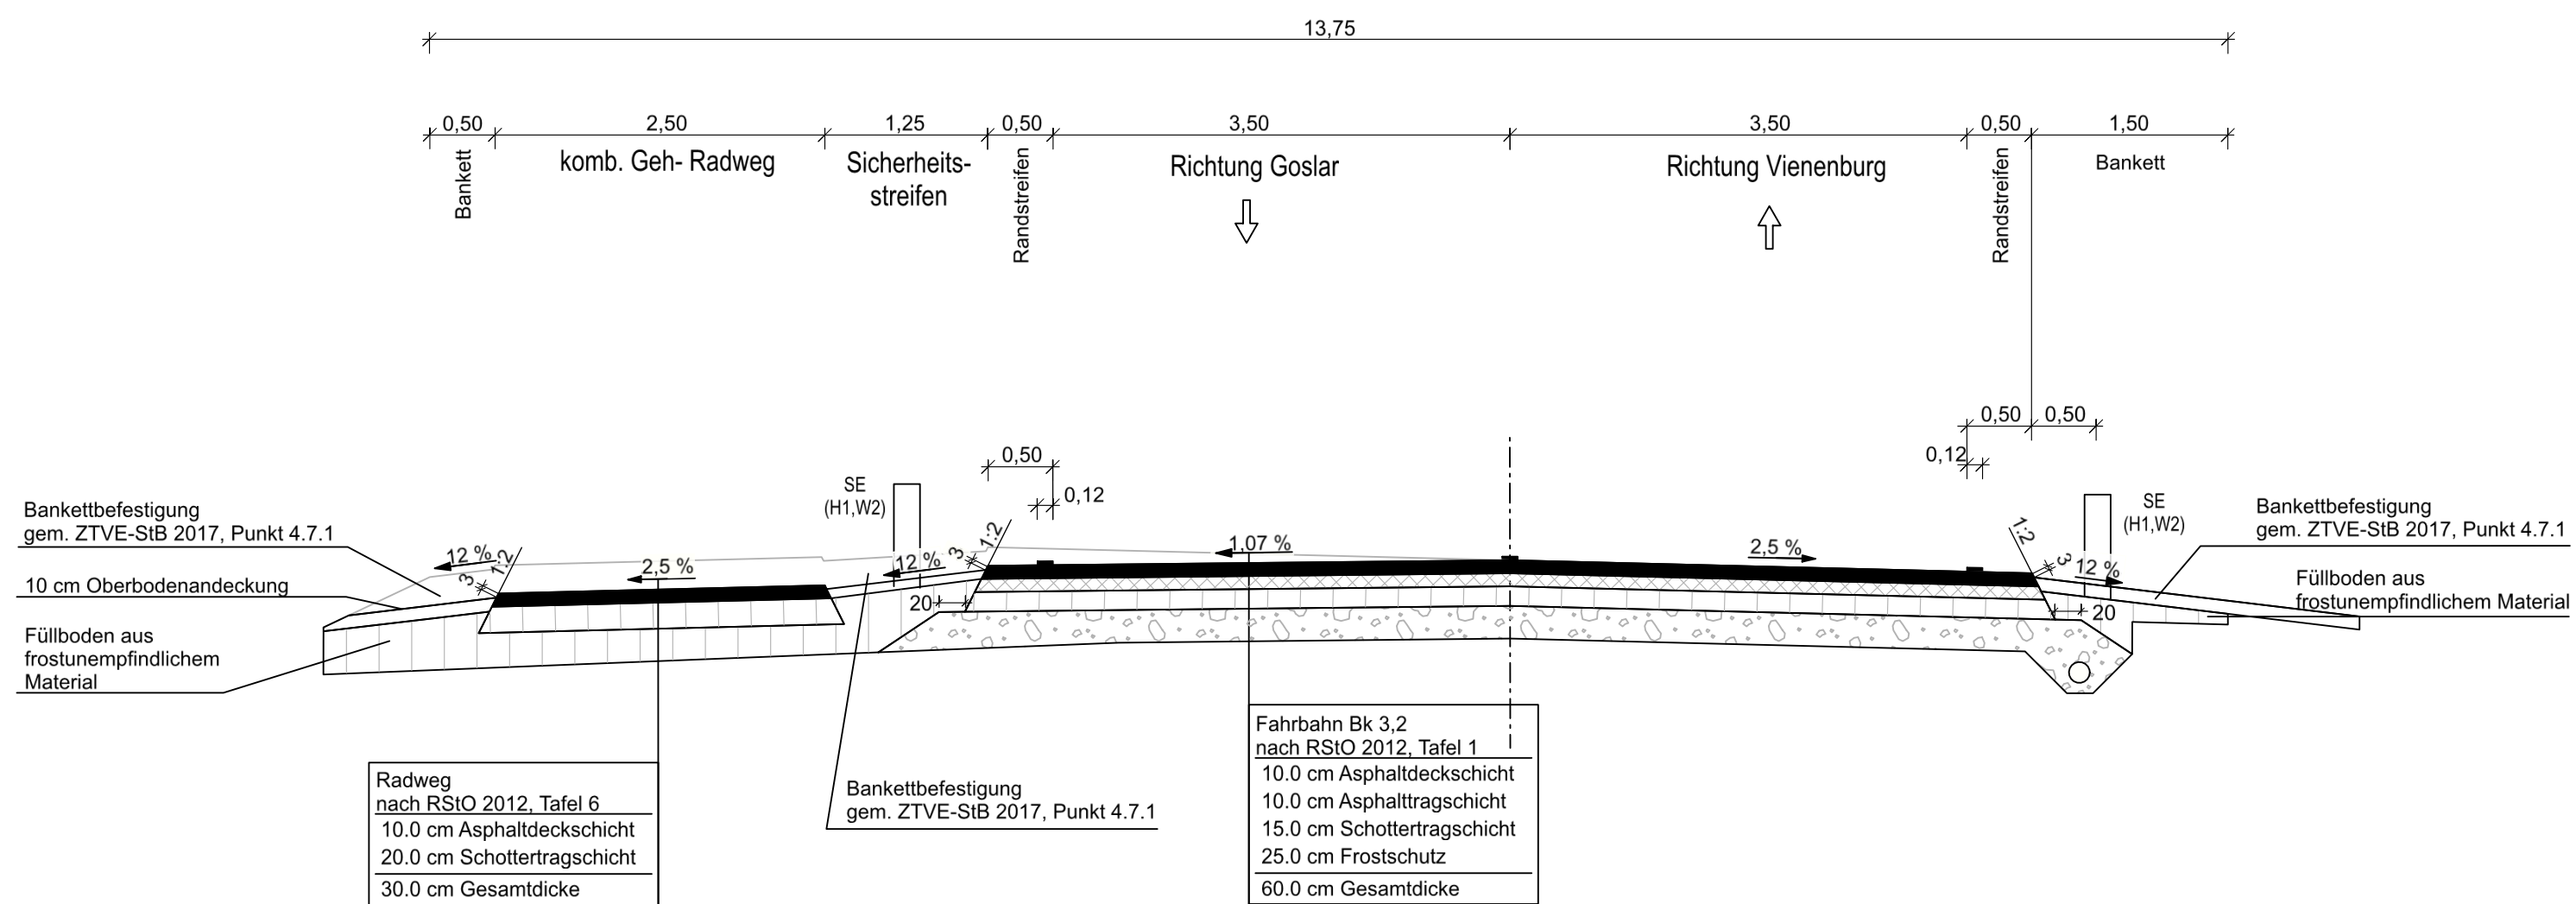 13,75
0,50
2,50
1,25
0,50
3,50
3,50
0,50
1,50
Bankett
komb. Geh- Radweg
Sicherheits-
streifen
Randstreifen
Richtung Goslar
Richtung Vienenburg
Randstreifen
Bankett
0,50
0,50
0,12
0,50
0,12
SE
(H1,W2)
SE
(H1,W2)
Bankettbefestigung
gem. ZTVE-StB 2017, Punkt 4.7.1
10 cm Oberbodenandeckung
Füllboden aus
frostunempfindlichem
Material
12 %
3
1:2
2,5 %
12 %
3
1:2
20
1,07 %
2,5 %
1:2
3
12 %
20
Bankettbefestigung
gem. ZTVE-StB 2017, Punkt 4.7.1
Füllboden aus
frostunempfindlichem Material
Radweg
nach RStO 2012, Tafel 6
10.0 cm Asphaltdeckschicht
20.0 cm Schottertragschicht
30.0 cm Gesamtdicke
Bankettbefestigung
gem. ZTVE-StB 2017, Punkt 4.7.1
Fahrbahn Bk 3,2
nach RStO 2012, Tafel 1
10.0 cm Asphaltdeckschicht
10.0 cm Asphalttragschicht
15.0 cm Schottertragschicht
25.0 cm Frostschutz
60.0 cm Gesamtdicke